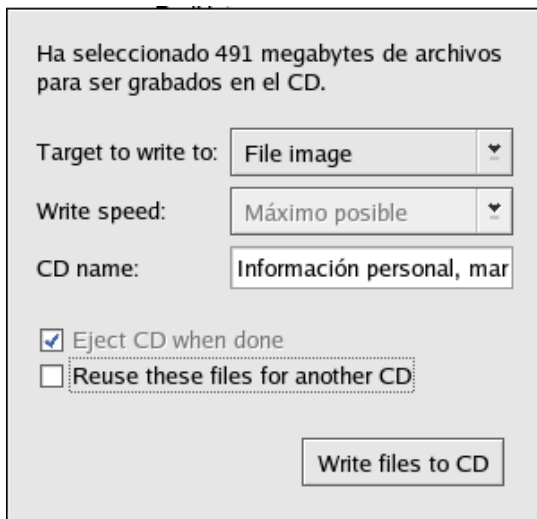 Ha seleccionado 491 megabytes de archivos
para ser grabados en el CD.
Target to write to: File image
Write speed: Máximo posible
CD name: Información personal, mar
Eject CD when done
Reuse these files for another CD
Write files to CD